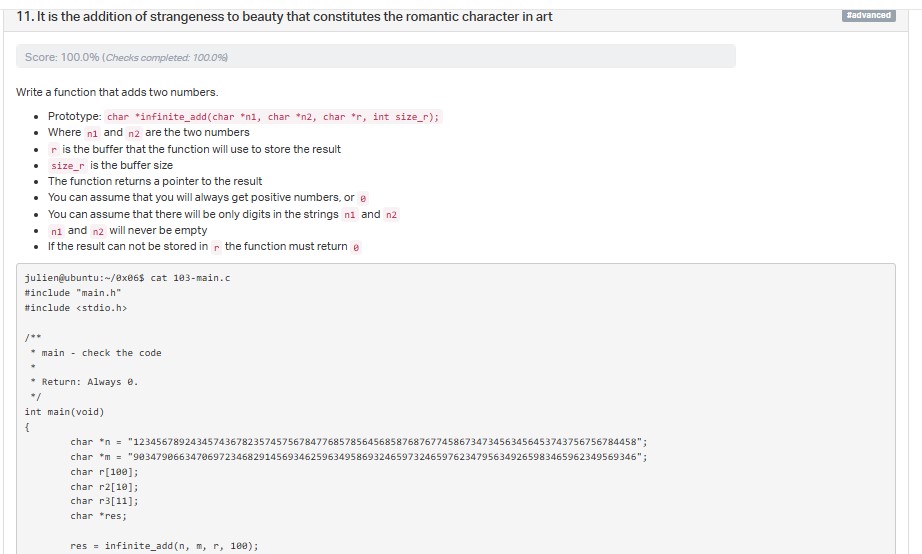 11. It is the addition of strangeness to beauty that constitutes the romantic character in art
#advanced
Score: 100.0% (Checks completed: 100.0%)
Write a function that adds two numbers.
• Prototype: char *infinite_add(char *n1, char *n2, char *r, int size_r);
• Where n1 and n2 are the two numbers
• r is the buffer that the function will use to store the result
• size_r is the buffer size
• The function returns a pointer to the result
• You can assume that you will always get positive numbers, or 0
• You can assume that there will be only digits in the strings n1 and n2
• n1 and n2 will never be empty
• If the result can not be stored in r the function must return 0
julien@ubuntu:~/0x06$ cat 103-main.c
#include "main.h"
#include <stdio.h>
/**
* main - check the code
*
* Return: Always 0.
*/
int main(void)
{
char *n = "1234567892434574367823574575678477685785645685876876774586734734563456453743756756784458";
char *m = "9034790663470697234682914569346259634958693246597324659762347956349265983465962349569346";
char r[100];
char r2[10];
char r3[11];
char *res;
res = infinite_add(n, m, r, 100);